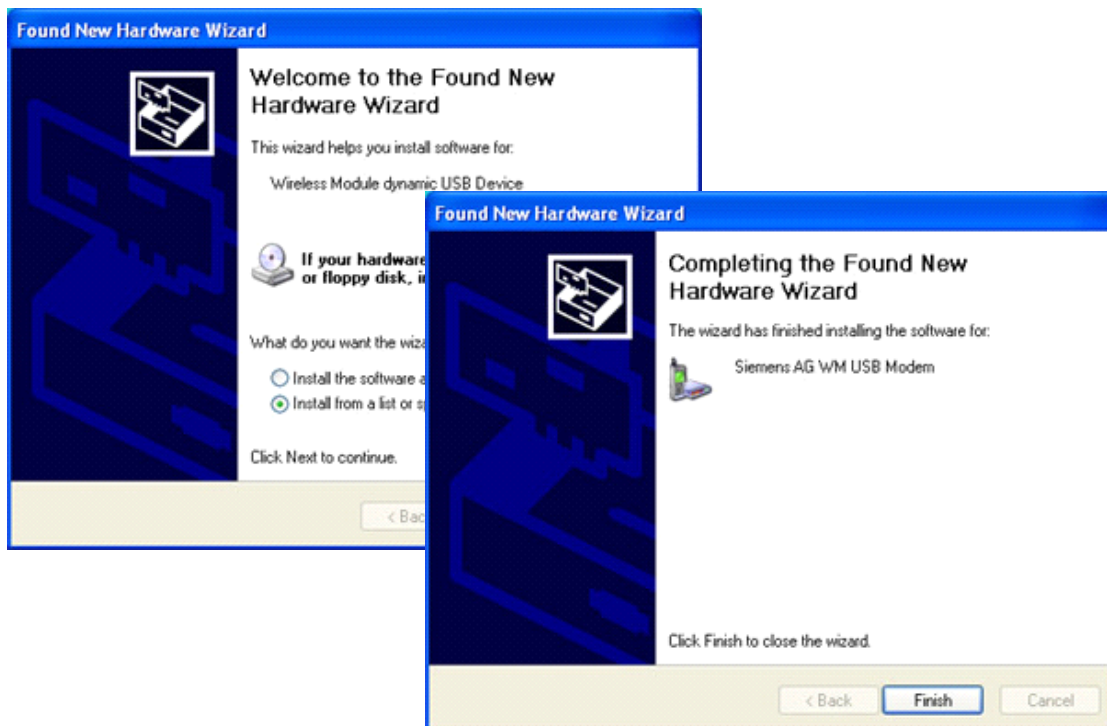 Found New Hardware Wizard
Welcome to the Found New
Hardware Wizard
This wizard helps you install software for:
Wireless Module dynamic USB Device
If your hardware
or floppy disk,
What do you want the
Install the software
Install from a list or
Click Next to continue.
< Back
Found New Hardware Wizard
Completing the Found New
Hardware Wizard
The wizard has finished installing the software for:
Siemens AG WM USB Modem
Click Finish to close the wizard.
< Back
Finish
Cancel